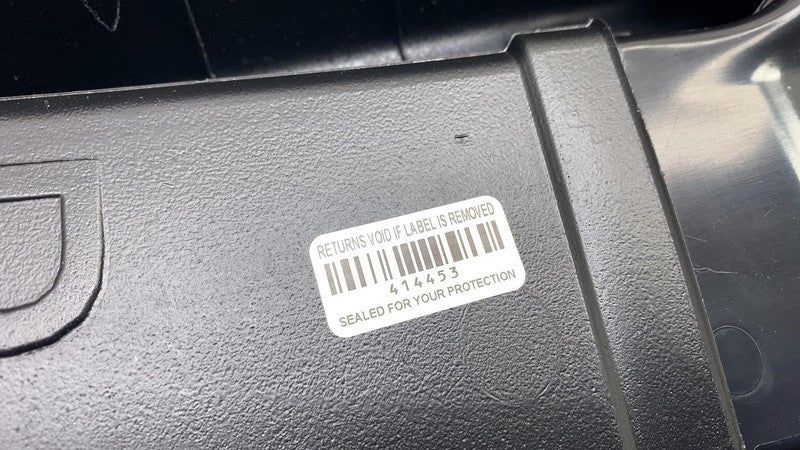 RETURNS VOID IF LABEL IS REMOVED
414453
SEALED FOR YOUR PROTECTION